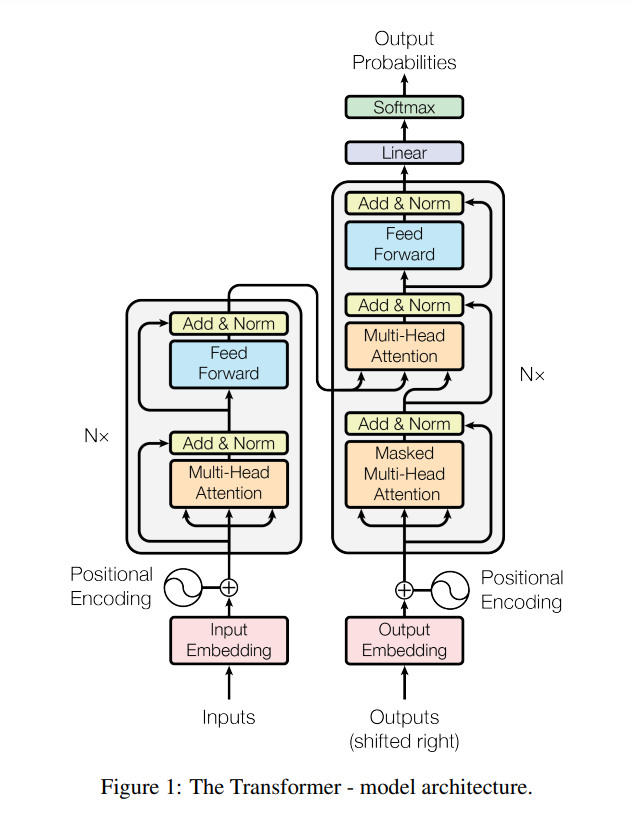 Output
Probabilities
Softmax
Linear
Add & Norm
Feed
Forward
Add & Norm
Multi-Head
Attention
Add & Norm
Masked
Multi-Head
Attention
N×
Add & Norm
Feed
Forward
Add & Norm
Multi-Head
Attention
N×
Positional
Encoding
Positional
Encoding
Input
Embedding
Output
Embedding
Inputs
Outputs
(shifted right)
Figure 1: The Transformer - model architecture.